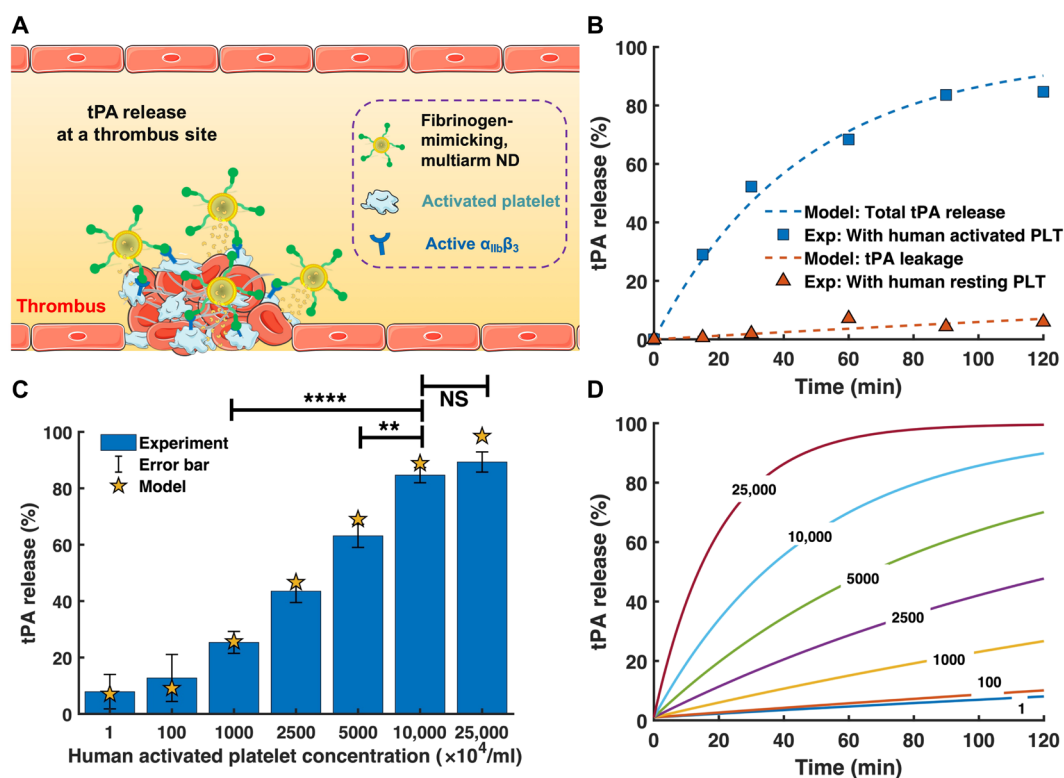 A
tPA release
at a thrombus site
Fibrinogen-
mimicking,
multiarm ND
Activated platelet
Active αIIbβ3
Thrombus
B
100
80
60
40
20
0
tPA release (%)
Model: Total tPA release
Exp: With human activated PLT
Model: tPA leakage
Exp: With human resting PLT
0 20 40 60 80 100 120
Time (min)
C
****
NS
**
Experiment
Error bar
Model
100
80
60
40
20
0
tPA release (%)
1 100 1000 2500 5000 10,000 25,000
Human activated platelet concentration (×10⁴/ml)
D
100
80
60
40
20
0
tPA release (%)
25,000
10,000
5000
2500
1000
100
1
0 20 40 60 80 100 120
Time (min)